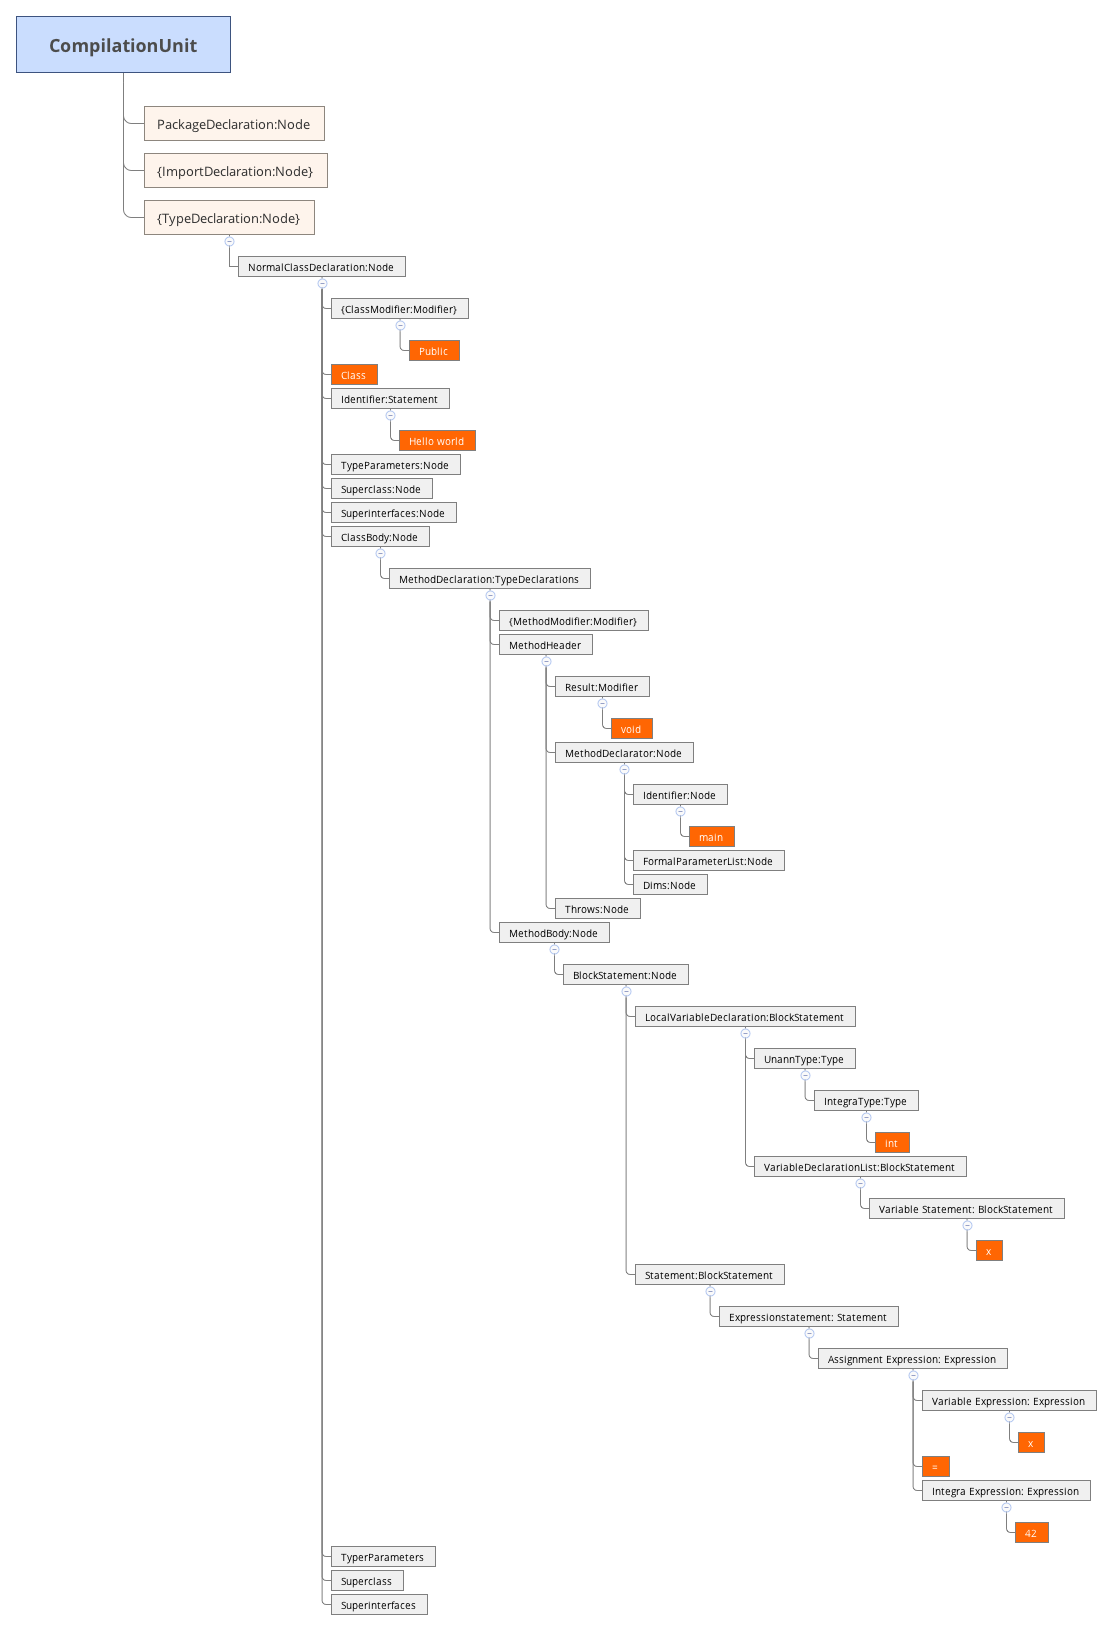 CompilationUnit
PackageDeclaration:Node
{ImportDeclaration:Node}
{TypeDeclaration:Node}
NormalClassDeclaration:Node
{ClassModifier:Modifier}
Public
Class
Identifier:Statement
Hello world
TypeParameters:Node
Superclass:Node
Superinterfaces:Node
ClassBody:Node
MethodDeclaration:TypeDeclarations
{MethodModifier:Modifier}
MethodHeader
Result:Modifier
void
MethodDeclarator:Node
Identifier:Node
main
FormalParameterList:Node
Dims:Node
Throws:Node
MethodBody:Node
BlockStatement:Node
LocalVariableDeclaration:BlockStatement
UnannType:Type
IntegraType:Type
int
VariableDeclarationList:BlockStatement
Variable Statement: BlockStatement
x
Statement:BlockStatement
Expressionstatement: Statement
Assignment Expression: Expression
Variable Expression: Expression
x
=
Integra Expression: Expression
42
TyperParameters
Superclass
Superinterfaces